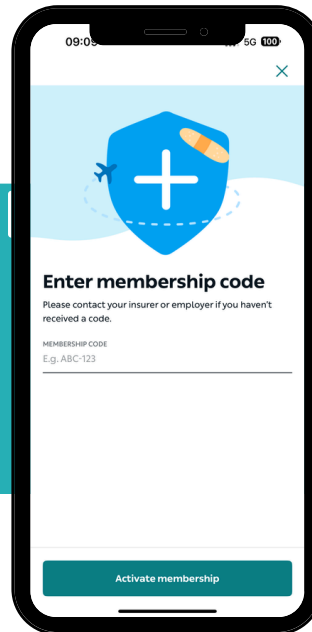 09:09 5G 100
Enter membership code
Please contact your insurer or employer if you haven't
received a code.
MEMBERSHIP CODE
E.g. ABC-123
Activate membership